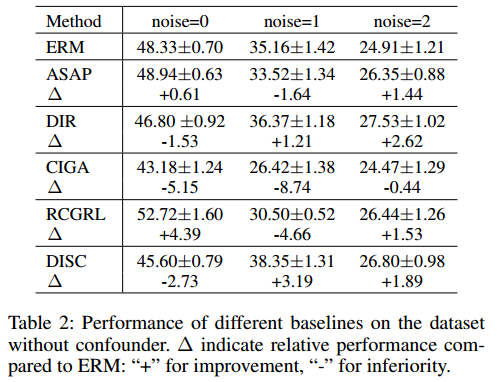 Method noise=0 noise=1 noise=2
ERM 48.33±0.70 35.16±1.42 24.91±1.21
ASAP 48.94±0.63 33.52±1.34 26.35±0.88
Δ +0.61 -1.64 +1.44
DIR 46.80 ±0.92 36.37±1.18 27.53±1.02
Δ -1.53 +1.21 +2.62
CIGA 43.18±1.24 26.42±1.38 24.47±1.29
Δ -5.15 -8.74 -0.44
RCGRL 52.72±1.60 30.50±0.52 26.44±1.26
Δ +4.39 -4.66 +1.53
DISC 45.60±0.79 38.35±1.31 26.80±0.98
Δ -2.73 +3.19 +1.89
Table 2: Performance of different baselines on the dataset
without confounder. Δ indicate relative performance com-
pared to ERM: “+” for improvement, “-” for inferiority.